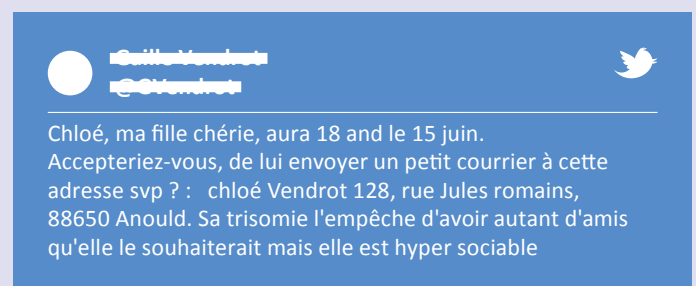 Chloé, ma fille chérie, aura 18 and le 15 juin.
Accepteriez-vous, de lui envoyer un petit courrier à cette
adresse svp ? : chloé Vendrot 128, rue Jules romains,
88650 Anould. Sa trisomie l'empêche d'avoir autant d'amis
qu'elle le souhaiterait mais elle est hyper sociable